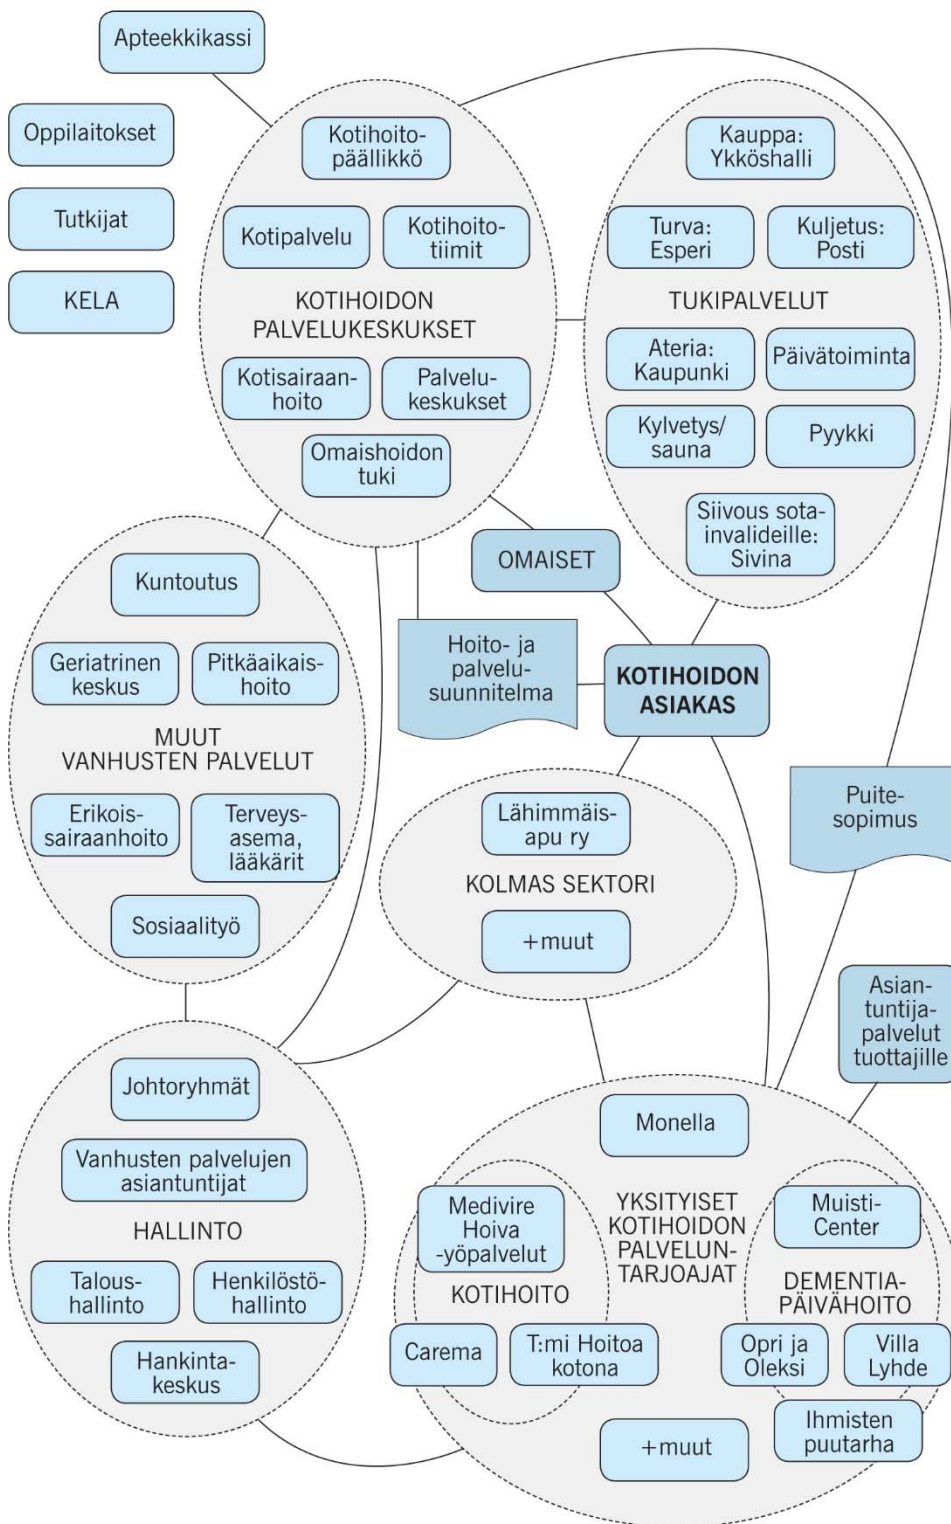 Apteekkikassi
Oppilaitokset
Tutkijat
KELA
Kotihoito-
päällikkö
Kotipalvelu
Kotihoito-
tiimit
KOTIHOIDON
PALVELUKESKUKSET
Kotisairaan-
hoito
Palvelu-
keskukset
Omaishoidon
tuki
Kauppa:
Ykköshalli
Turva:
Esperi
Kuljetus:
Posti
TUKIPALVELUT
Ateria:
Kaupunki
Päivätoiminta
Kylvetys/
sauna
Pyykki
Siivous sota-
invalideille:
Sivina
OMAISET
Hoito- ja
palvelu-
suunnitelma
KOTIHOIDON
ASIAKAS
Kuntoutus
Geriatrinen
keskus
Pitkäaikais-
hoito
MUUT
VANHUSTEN PALVELUT
Erikois-
sairaanhoito
Terveys-
asema,
lääkärit
Sosiaalityö
Lähimmäis-
apu ry
KOLMAS SEKTORI
+muut
Puite-
sopimus
Asian-
tuntija-
palvelut
tuottajille
Johtoryhmät
Vanhusten palvelujen
asiantuntijat
HALLINTO
Talous-
hallinto
Henkilöstö-
hallinto
Hankinta-
keskus
Monella
YKSITYISET
KOTIHOIDON
PALVELUN-
TARJOAJAT
Medivire
Hoiva
-yöpalvelut
KOTIHOITO
Carema
T:mi Hoitoa
kotona
Muisti-
Center
DEMENTIA-
PÄIVÄHOITO
Opri ja
Oleksi
Villa
Lyhde
Ihmisten
puutarha
+muut